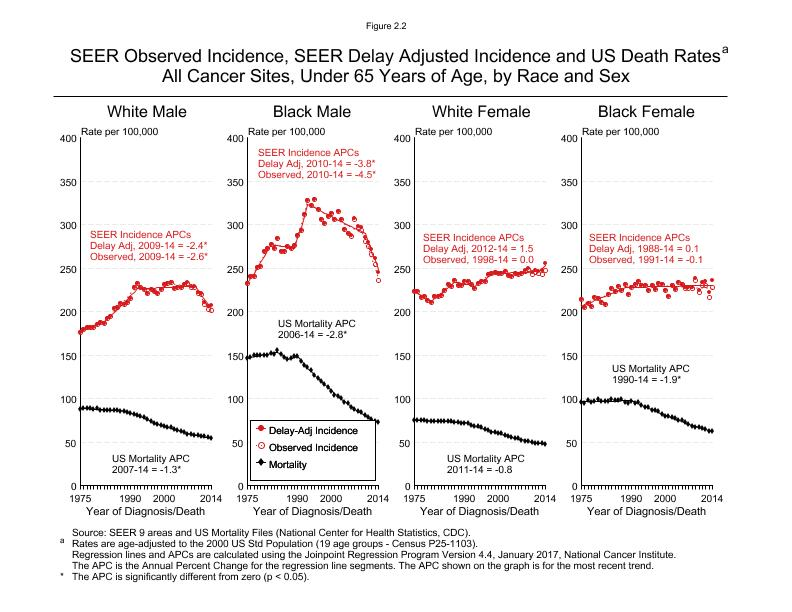 Figure 2.2
SEER Observed Incidence, SEER Delay Adjusted Incidence and US Death Ratesᵃ
All Cancer Sites, Under 65 Years of Age, by Race and Sex
White Male
Rate per 100,000
400
350
300
250
200
150
100
50
0
SEER Incidence APCs
Delay Adj, 2009-14 = -2.4*
Observed, 2009-14 = -2.6*
US Mortality APC
2007-14 = -1.3*
1975 1990 2000 2014
Year of Diagnosis/Death
Black Male
Rate per 100,000
400
350
300
250
200
150
100
50
0
SEER Incidence APCs
Delay Adj, 2010-14 = -3.8*
Observed, 2010-14 = -4.5*
US Mortality APC
2006-14 = -2.8*
Delay-Adj Incidence
Observed Incidence
Mortality
1975 1990 2000 2014
Year of Diagnosis/Death
White Female
Rate per 100,000
400
350
300
250
200
150
100
50
0
SEER Incidence APCs
Delay Adj, 2012-14 = 1.5
Observed, 1998-14 = 0.0
US Mortality APC
2011-14 = -0.8
1975 1990 2000 2014
Year of Diagnosis/Death
Black Female
Rate per 100,000
400
350
300
250
200
150
100
50
0
SEER Incidence APCs
Delay Adj, 1988-14 = 0.1
Observed, 1991-14 = -0.1
US Mortality APC
1990-14 = -1.9*
1975 1990 2000 2014
Year of Diagnosis/Death
Source: SEER 9 areas and US Mortality Files (National Center for Health Statistics, CDC).
ᵃ Rates are age-adjusted to the 2000 US Std Population (19 age groups - Census P25-1103).
Regression lines and APCs are calculated using the Joinpoint Regression Program Version 4.4, January 2017, National Cancer Institute.
The APC is the Annual Percent Change for the regression line segments. The APC shown on the graph is for the most recent trend.
* The APC is significantly different from zero (p < 0.05).